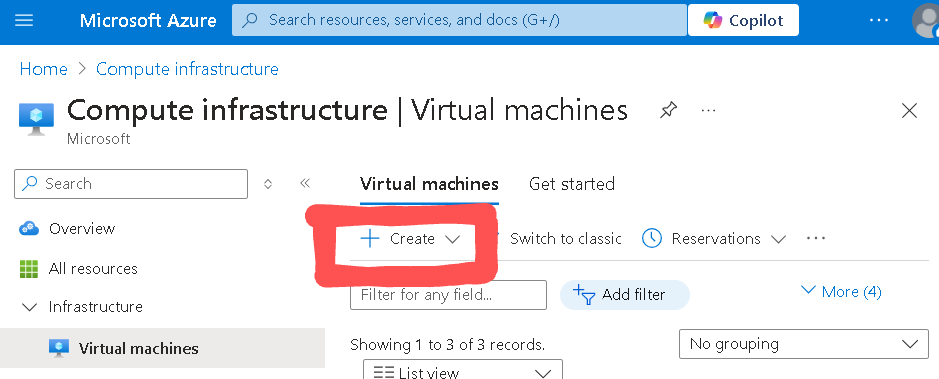 Microsoft Azure
Search resources, services, and docs (G+/)
Copilot
Home > Compute infrastructure
Compute infrastructure | Virtual machines
Microsoft
Search
Virtual machines
Get started
Overview
+ Create
Switch to classic
Reservations
All resources
Filter for any field...
Add filter
More (4)
Infrastructure
Virtual machines
Showing 1 to 3 of 3 records.
No grouping
List view